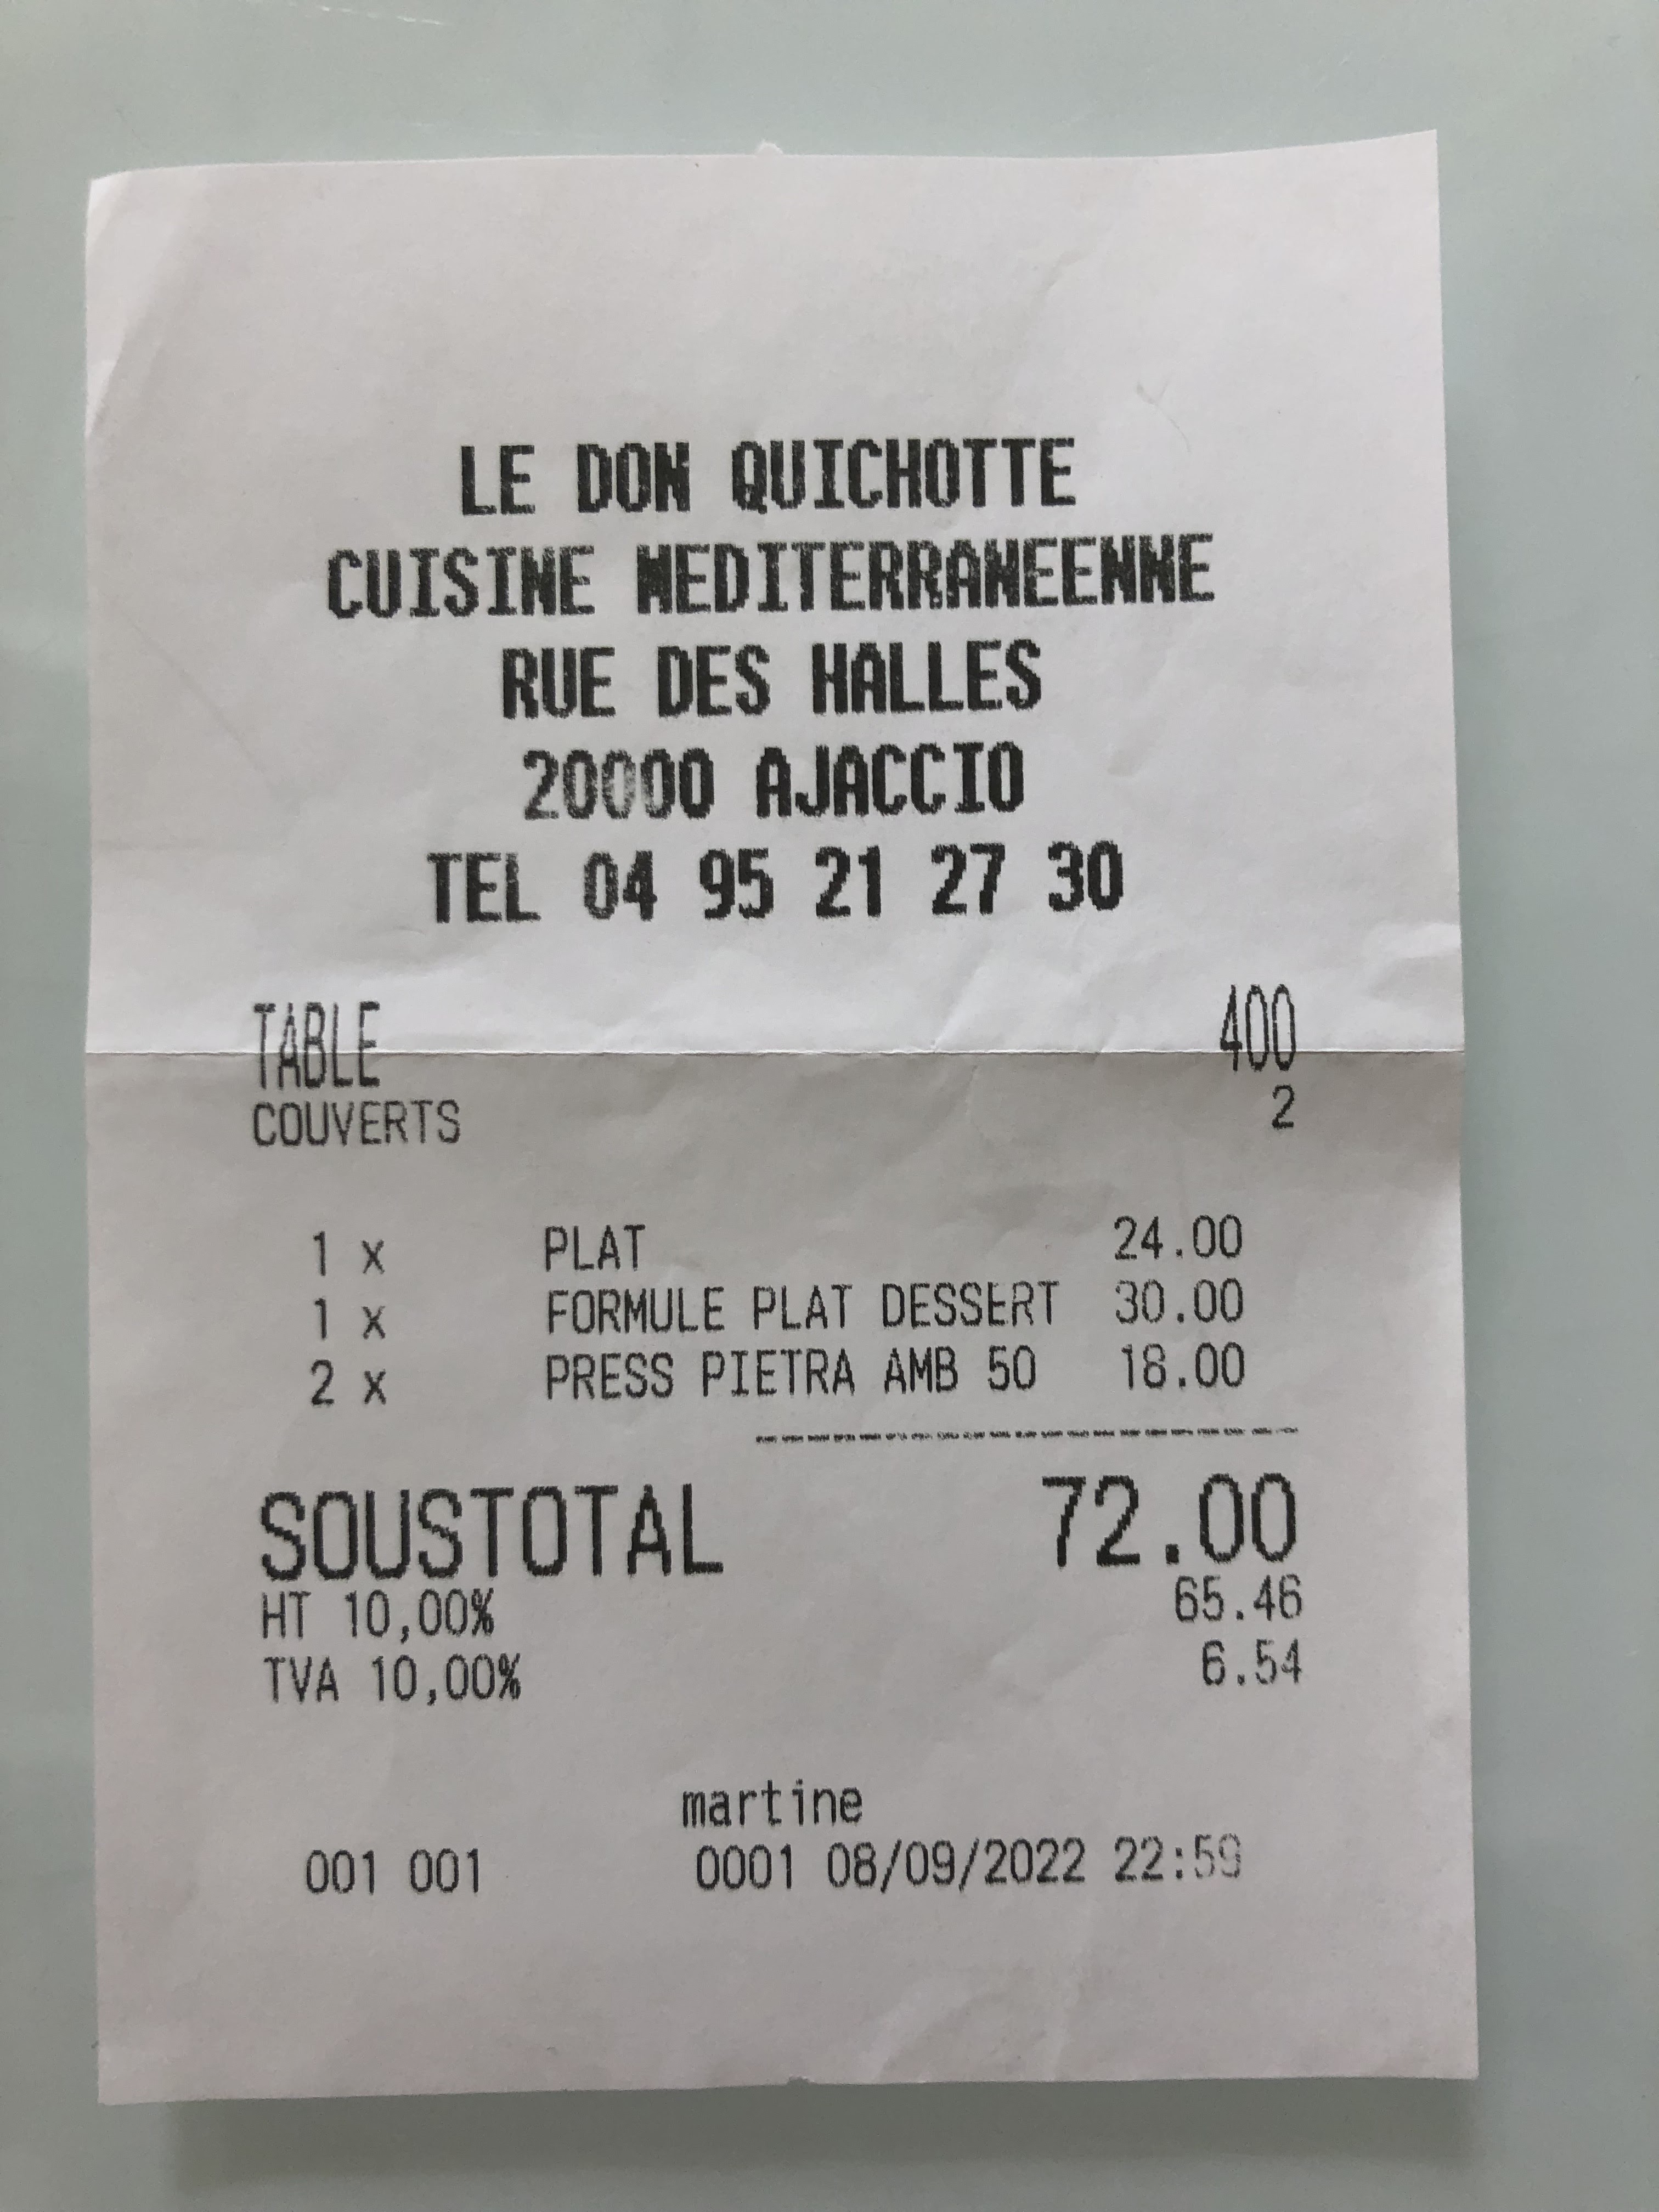 LE DON QUICHOTTE
CUISINE MEDITERRANEENNE
RUE DES HALLES
20000 AJACCIO
TEL 04 95 21 27 30
TABLE 400
COUVERTS 2
1 x PLAT 24.00
1 x FORMULE PLAT DESSERT 30.00
2 x PRESS PIETRA AMB 50 18.00
SOUSTOTAL 72.00
HT 10,00% 65.46
TVA 10,00% 6.54
martine
001 001 0001 08/09/2022 22:59